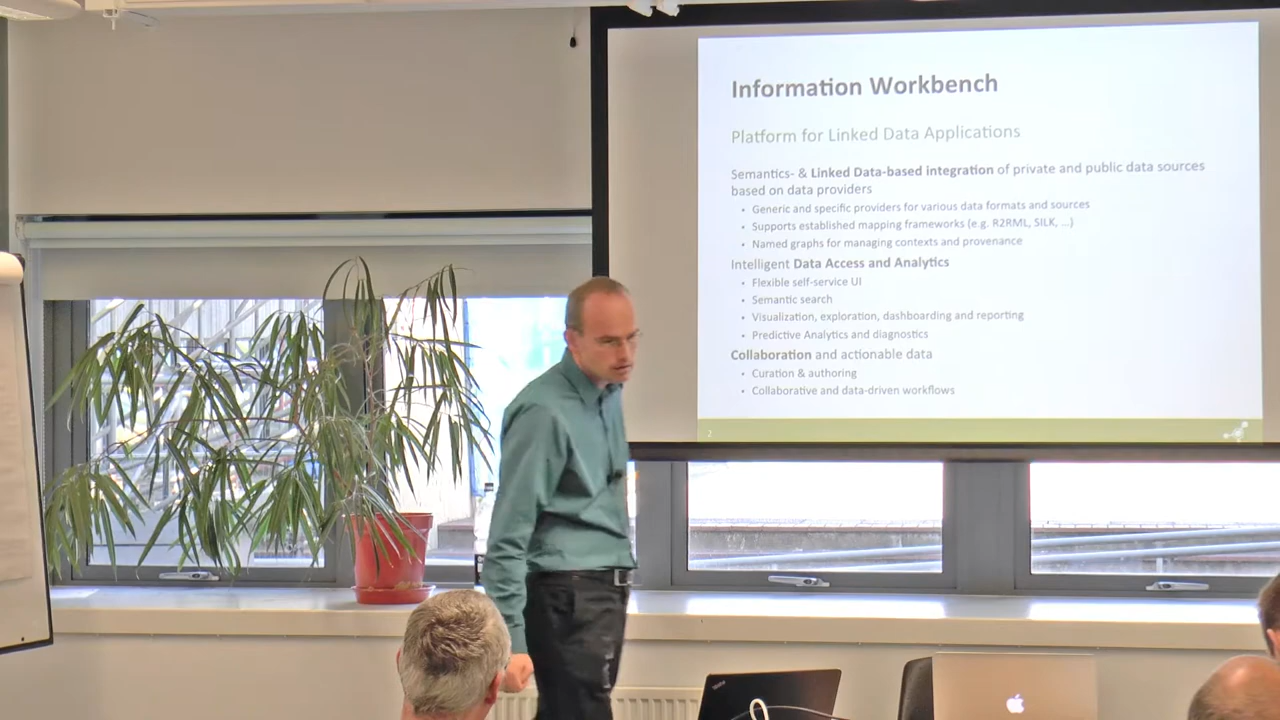 Information Workbench
Platform for Linked Data Applications
Semantics- & Linked Data-based integration of private and public data sources
based on data providers
• Generic and specific providers for various data formats and sources
• Supports established mapping frameworks (e.g. R2RML, SILK, ...)
• Named graphs for managing contexts and provenance
Intelligent Data Access and Analytics
• Flexible self-service UI
• Semantic search
• Visualization, exploration, dashboarding and reporting
• Predictive Analytics and diagnostics
Collaboration and actionable data
• Curation & authoring
• Collaborative and data-driven workflows
2